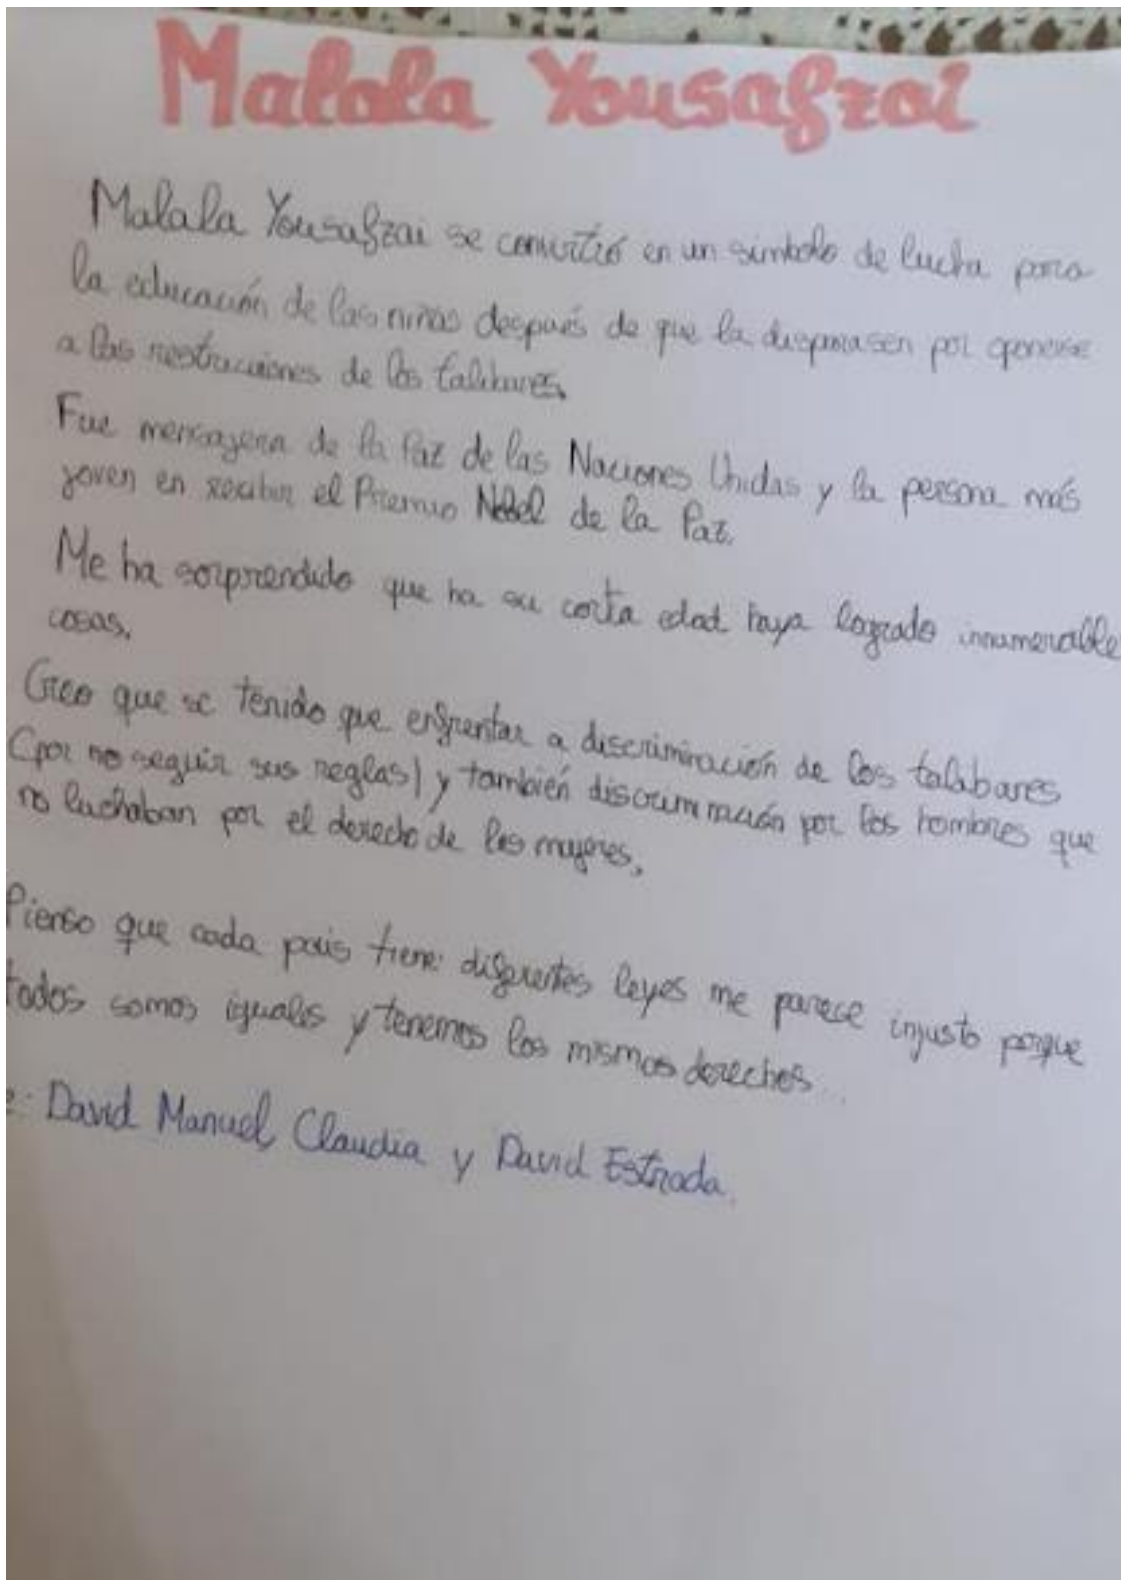 Malala Yousafzai
Malala Yousafzai se convirtió en un símbolo de lucha para
la educación de las niñas después de que la disparasen por oponerse
a las restricciones de los talibanes.
Fue mensajera de la Paz de las Naciones Unidas y la persona más
joven en recibir el Premio Nobel de la Paz.
Me ha sorprendido que ha su corta edad haya logrado innumerable
cosas.
Creo que se tenido que enfrentar a discriminación de los talabanes
(por no seguir sus reglas) y también discriminación por los hombres que
no luchaban por el derecho de las mujeres.
Pienso que cada país tiene diferentes leyes me parece injusto porque
todos somos iguales y tenemos los mismos derechos...
David Manuel, Claudia y David Estrada.